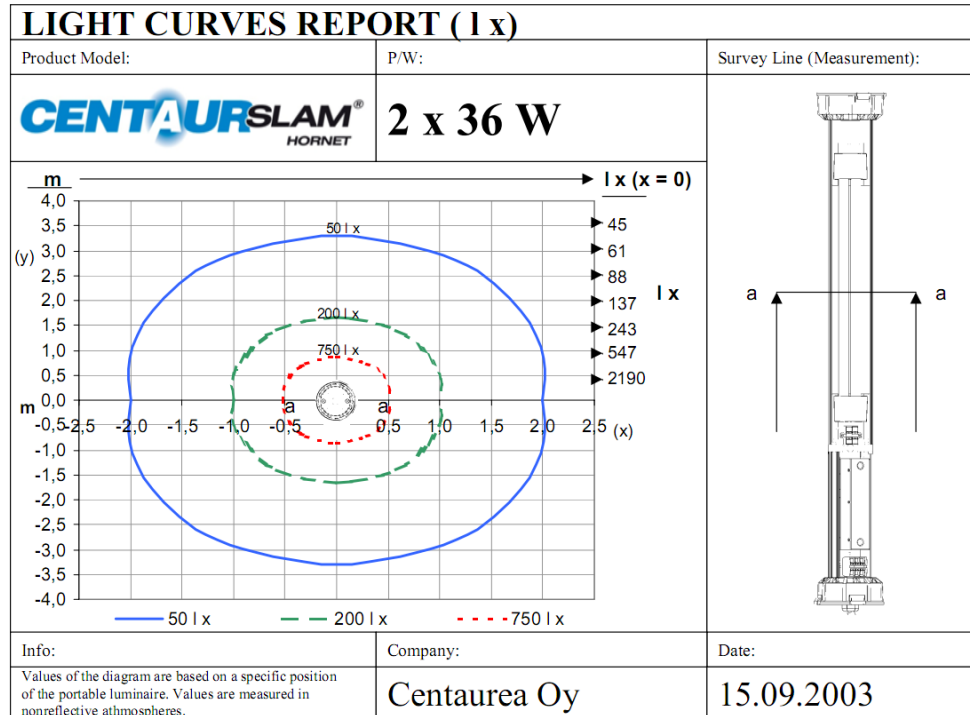 LIGHT CURVES REPORT ( l x)
Product Model:
P/W:
Survey Line (Measurement):
CENTAURSLAM®
HORNET
2 x 36 W
m
l x (x = 0)
4,0
3,5
3,0
2,5
2,0
1,5
1,0
0,5
0,0
-0,5
-1,0
-1,5
-2,0
-2,5
-3,0
-3,5
-4,0
(y)
m
50 l x
200 l x
750 l x
a
a
-2,5 -2,0 -1,5 -1,0 -0,5 0,5 1,0 1,5 2,0 2,5 (x)
45
61
88
137
243
547
2190
l x
a
a
50 l x 200 l x 750 l x
Info:
Company:
Date:
Values of the diagram are based on a specific position
of the portable luminaire. Values are measured in
nonreflective athmospheres.
Centaurea Oy
15.09.2003